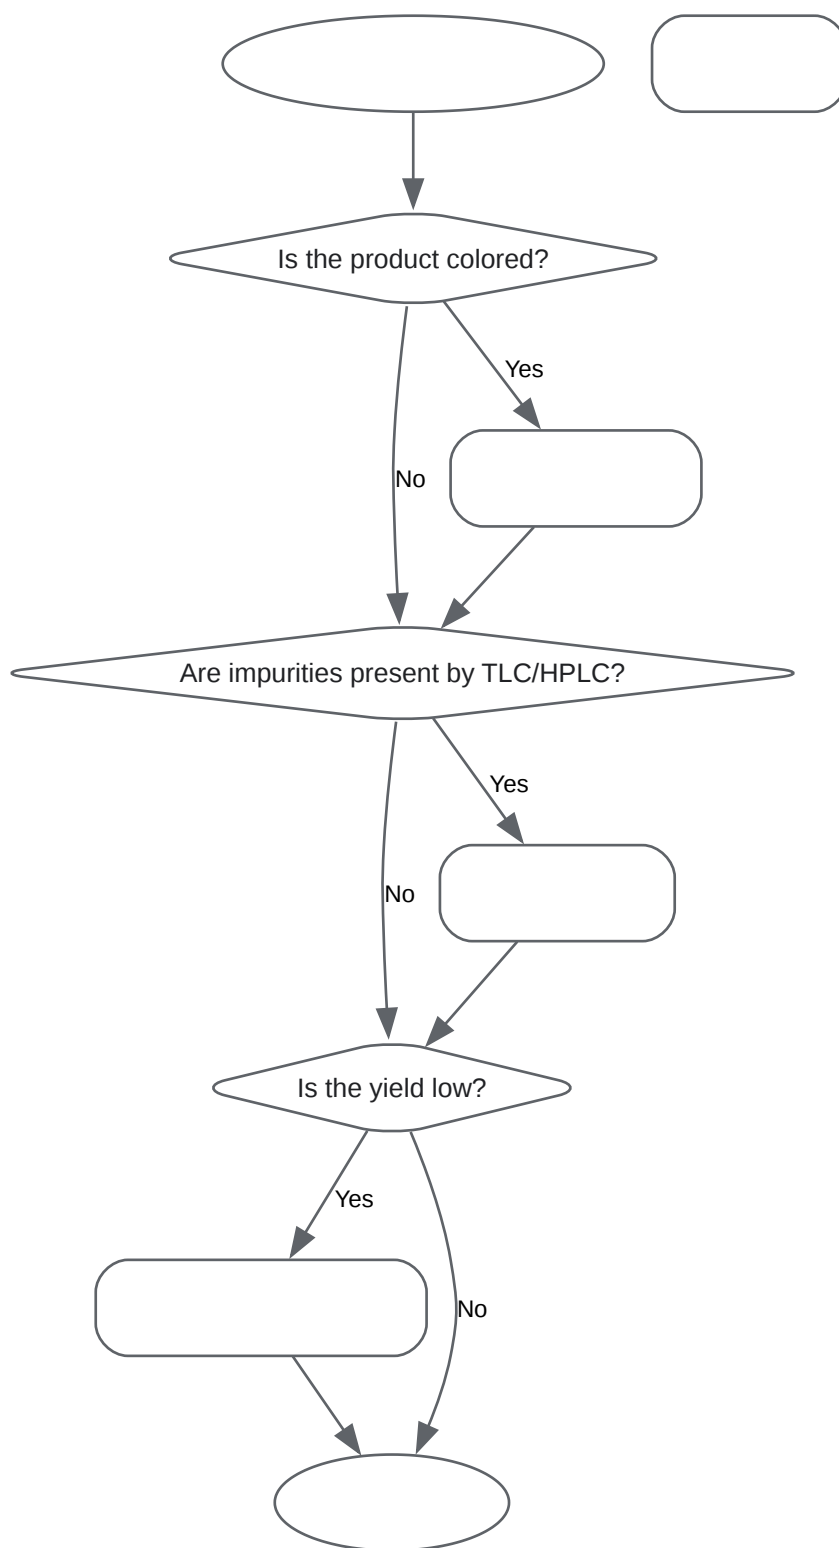 Is the product colored?
Yes
No
Are impurities present by TLC/HPLC?
Yes
No
Is the yield low?
Yes
No